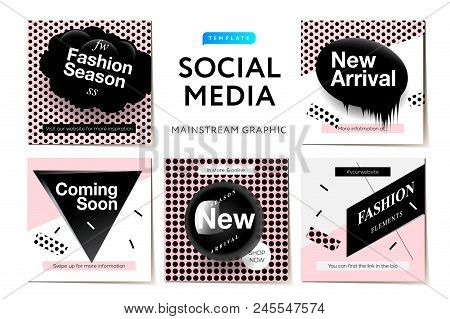 fw
Fashion
Season
SS
Visit our website for more inspiration
TEMPLATE
SOCIAL
MEDIA
MAINSTREAM GRAPHIC
New
Arrival
More information at...
Coming
Soon
Swipe up for more information
In store & online
SEASON
New
ARRIVAL
SHOP
NOW
#yourwebsite
FASHION
ELEMENTS
You can find the link in the bio